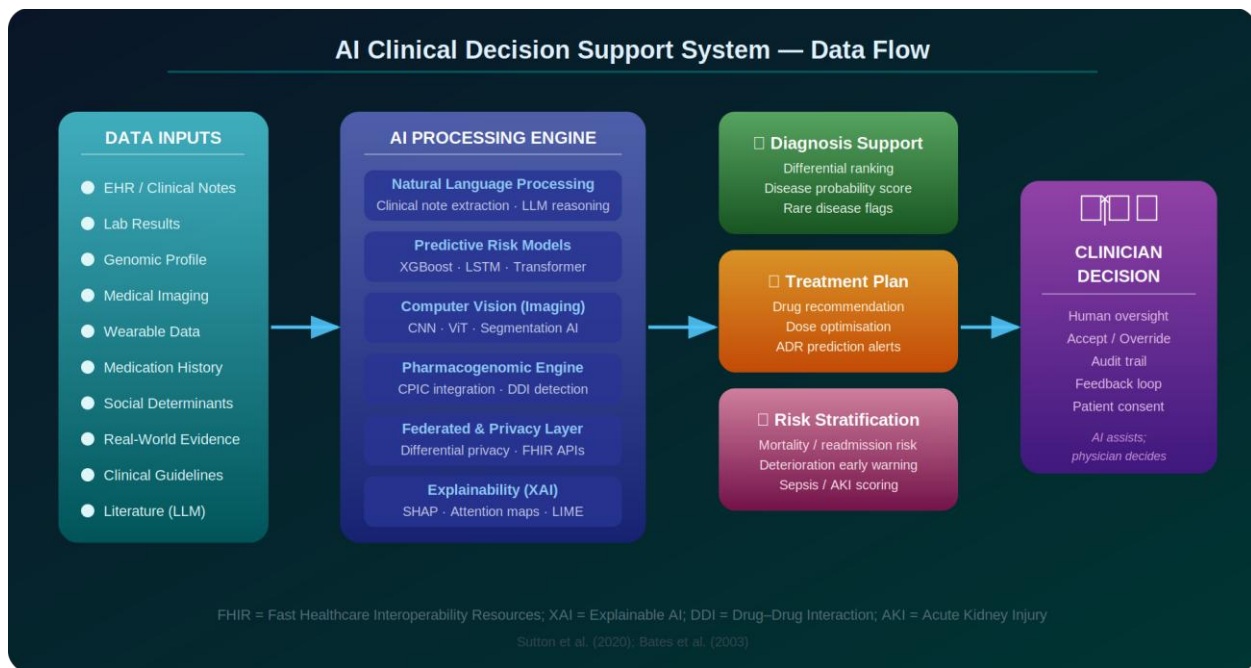 AI Clinical Decision Support System — Data Flow
DATA INPUTS
EHR / Clinical Notes
Lab Results
Genomic Profile
Medical Imaging
Wearable Data
Medication History
Social Determinants
Real-World Evidence
Clinical Guidelines
Literature (LLM)
AI PROCESSING ENGINE
Natural Language Processing
Clinical note extraction · LLM reasoning
Predictive Risk Models
XGBoost · LSTM · Transformer
Computer Vision (Imaging)
CNN · ViT · Segmentation AI
Pharmacogenomic Engine
CPIC integration · DDI detection
Federated & Privacy Layer
Differential privacy · FHIR APIs
Explainability (XAI)
SHAP · Attention maps · LIME
Diagnosis Support
Differential ranking
Disease probability score
Rare disease flags
Treatment Plan
Drug recommendation
Dose optimisation
ADR prediction alerts
Risk Stratification
Mortality / readmission risk
Deterioration early warning
Sepsis / AKI scoring
CLINICIAN
DECISION
Human oversight
Accept / Override
Audit trail
Feedback loop
Patient consent
AI assists;
physician decides
FHIR = Fast Healthcare Interoperability Resources; XAI = Explainable AI; DDI = Drug–Drug Interaction; AKI = Acute Kidney Injury
Sutton et al. (2020); Bates et al. (2003)